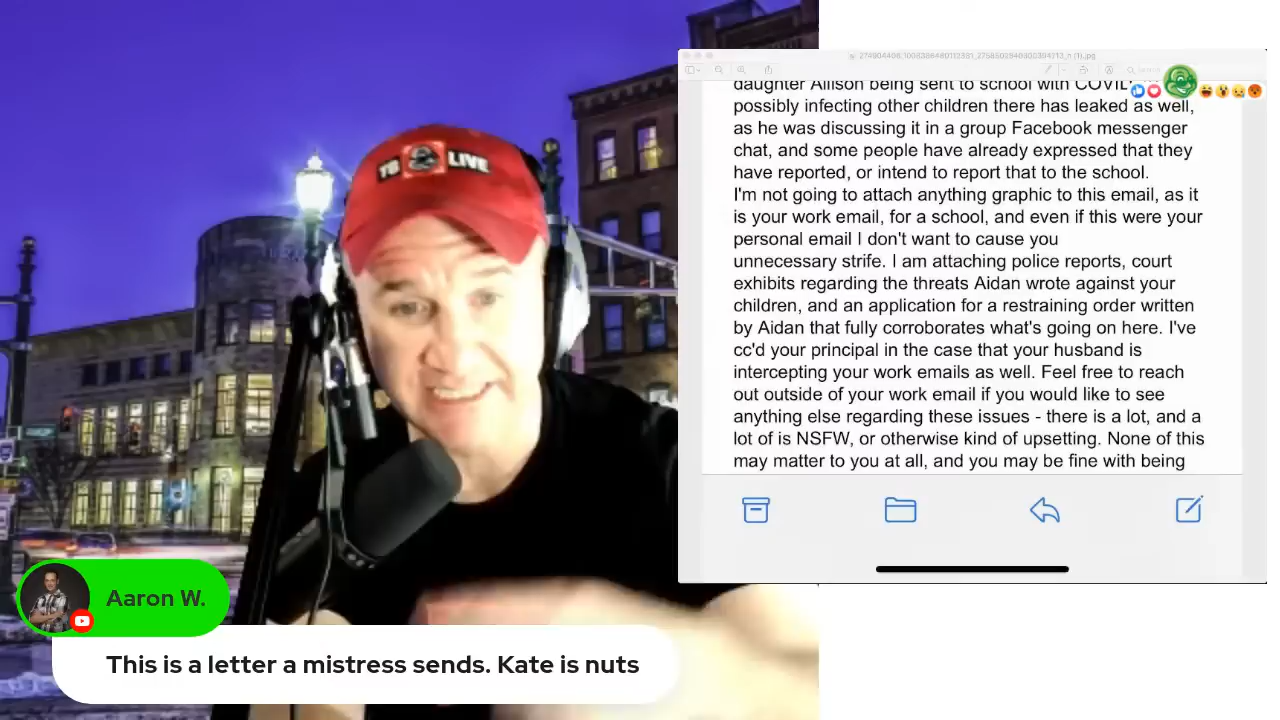 TB LIVE
274904406_1006386480112381_2758502940300394113_n (1).jpg
daughter Allison being sent to school with COVID
possibly infecting other children there has leaked as well,
as he was discussing it in a group Facebook messenger
chat, and some people have already expressed that they
have reported, or intend to report that to the school.
I'm not going to attach anything graphic to this email, as it
is your work email, for a school, and even if this were your
personal email I don't want to cause you
unnecessary strife. I am attaching police reports, court
exhibits regarding the threats Aidan wrote against your
children, and an application for a restraining order written
by Aidan that fully corroborates what's going on here. I've
cc'd your principal in the case that your husband is
intercepting your work emails as well. Feel free to reach
out outside of your work email if you would like to see
anything else regarding these issues - there is a lot, and a
lot of is NSFW, or otherwise kind of upsetting. None of this
may matter to you at all, and you may be fine with being
Aaron W.
This is a letter a mistress sends. Kate is nuts